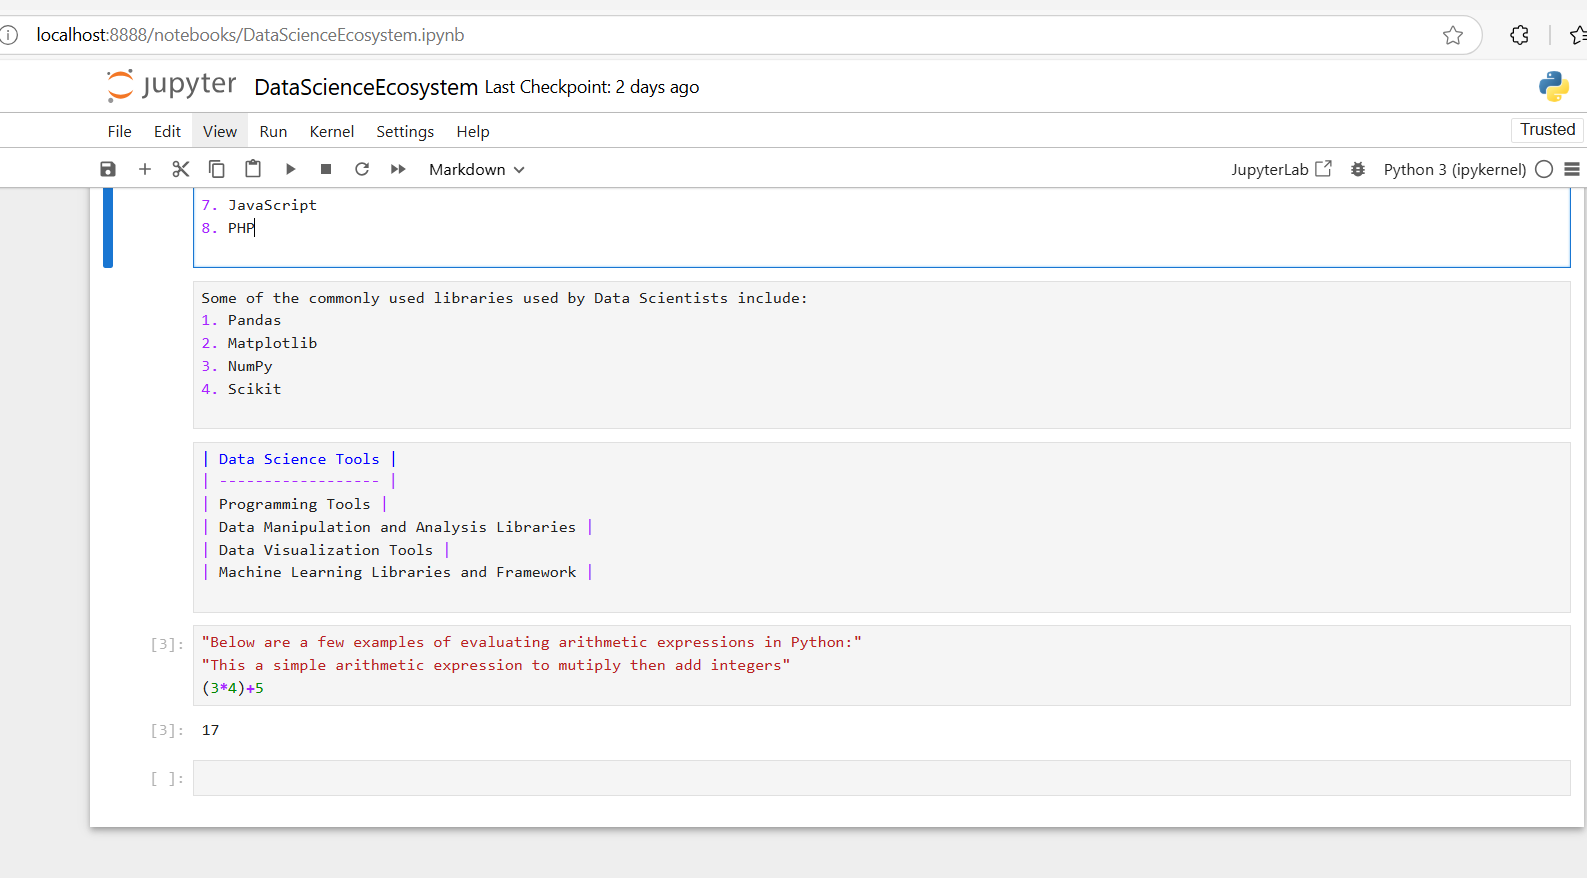 localhost:8888/notebooks/DataScienceEcosystem.ipynb
jupyter DataScienceEcosystem Last Checkpoint: 2 days ago
File Edit View Run Kernel Settings Help
Trusted
Markdown
JupyterLab
Python 3 (ipykernel)
7. JavaScript
8. PHP
Some of the commonly used libraries used by Data Scientists include:
1. Pandas
2. Matplotlib
3. NumPy
4. Scikit
| Data Science Tools |
| ------------------ |
| Programming Tools |
| Data Manipulation and Analysis Libraries |
| Data Visualization Tools |
| Machine Learning Libraries and Framework |
[3]: "Below are a few examples of evaluating arithmetic expressions in Python:"
"This a simple arithmetic expression to mutiply then add integers"
(3*4)+5
[3]: 17
[ ]: